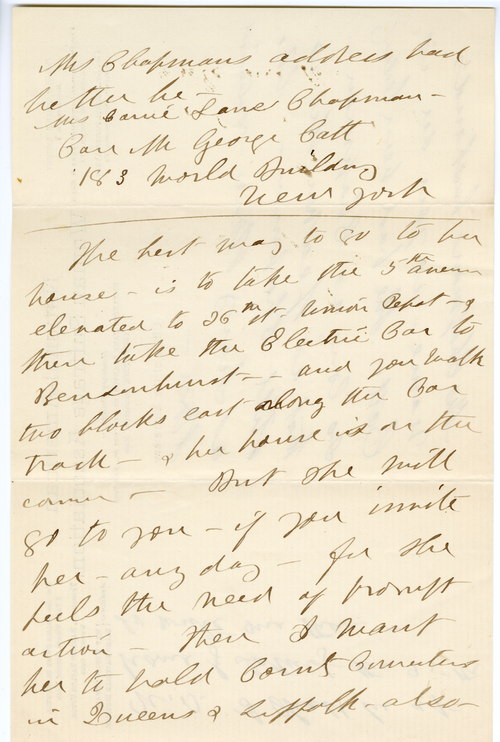 Mrs Chapman's address had
better be -
Mrs Carrie Lane Chapman -
Care Mr George Catt
183 World Building
New York
The best way to go to her
house - is to take the 5th avenue
elevated to 36th st. Union Depot - &
then take the Electric Car to
Bensonhurst - - and you walk
two blocks east along the Car
track - & her house is on the
corner - But she will
go to you - if you invite
her - any day - for she
feels the need of prompt
action - Then I want
her to hold County Conventions
in Queens & Suffolk - also -